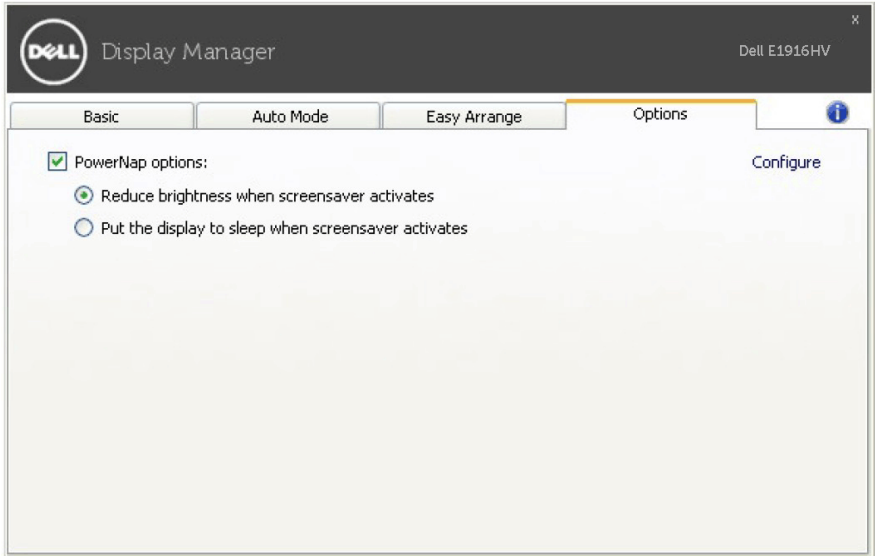 DELL Display Manager
x
Dell E1916HV
Basic Auto Mode Easy Arrange Options i
PowerNap options: Configure
Reduce brightness when screensaver activates
Put the display to sleep when screensaver activates